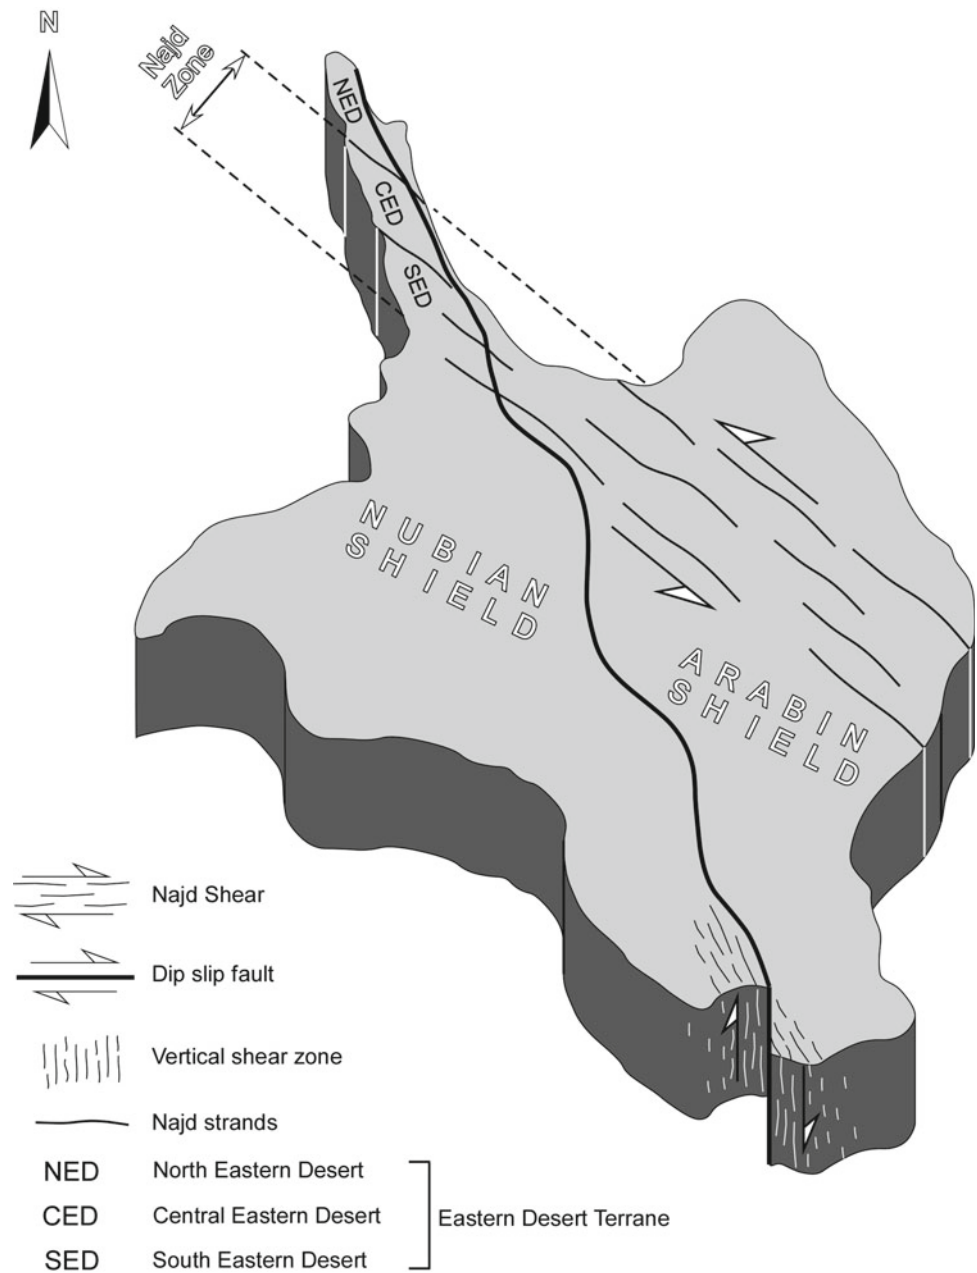 N
Najd
Zone
NED
CED
SED
NUBIAN
SHIELD
ARABIN
SHIELD
Najd Shear
Dip slip fault
Vertical shear zone
Najd strands
NED North Eastern Desert
CED Central Eastern Desert
Eastern Desert Terrane
SED South Eastern Desert